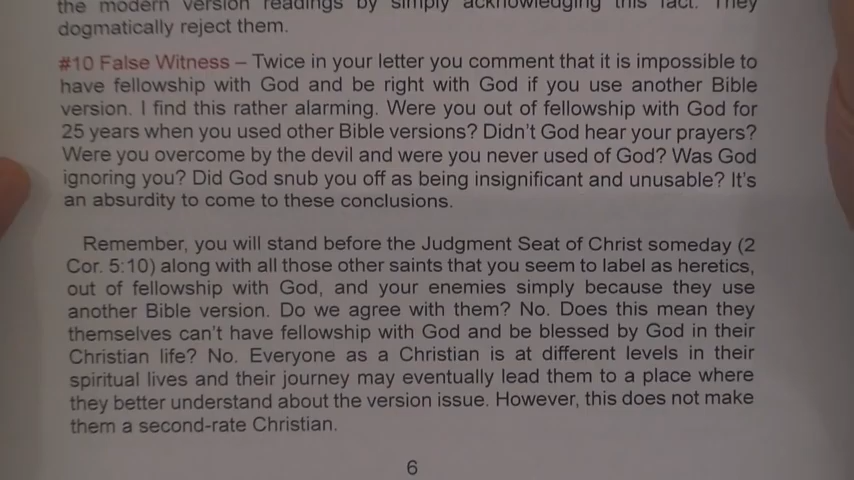 the modern version readings by simply acknowledging this fact. They
dogmatically reject them.
#10 False Witness – Twice in your letter you comment that it is impossible to
have fellowship with God and be right with God if you use another Bible
version. I find this rather alarming. Were you out of fellowship with God for
25 years when you used other Bible versions? Didn't God hear your prayers?
Were you overcome by the devil and were you never used of God? Was God
ignoring you? Did God snub you off as being insignificant and unusable? It's
an absurdity to come to these conclusions.
Remember, you will stand before the Judgment Seat of Christ someday (2
Cor. 5:10) along with all those other saints that you seem to label as heretics,
out of fellowship with God, and your enemies simply because they use
another Bible version. Do we agree with them? No. Does this mean they
themselves can't have fellowship with God and be blessed by God in their
Christian life? No. Everyone as a Christian is at different levels in their
spiritual lives and their journey may eventually lead them to a place where
they better understand about the version issue. However, this does not make
them a second-rate Christian.
6